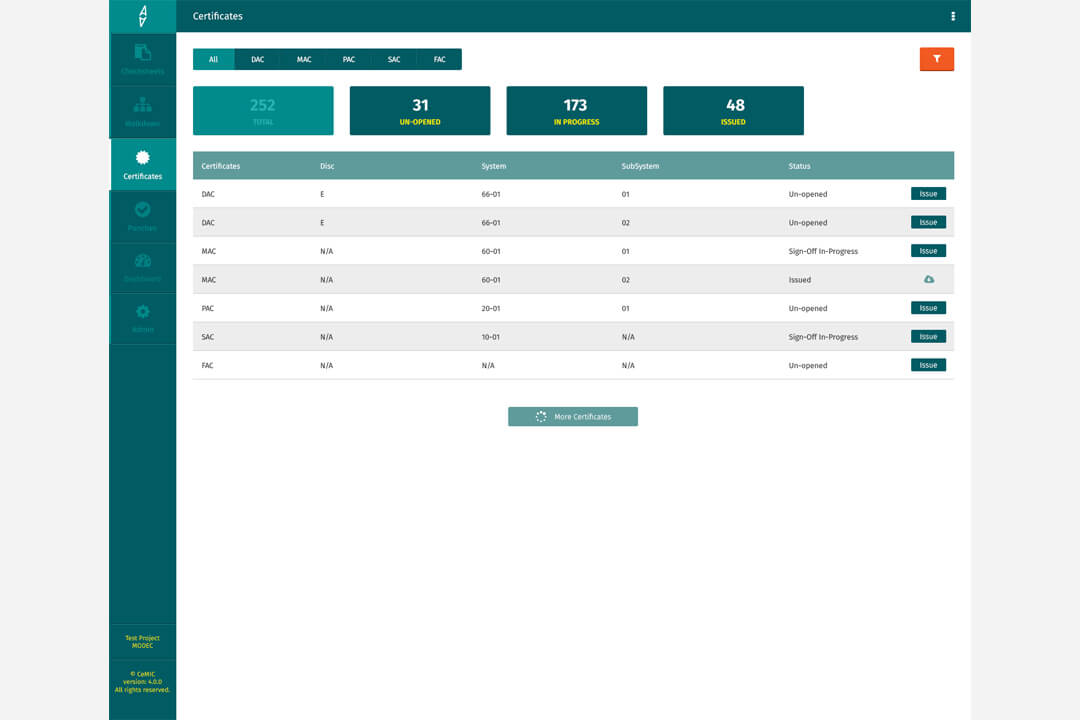 Certificates
All DAC MAC PAC SAC FAC
252 31 173 48
TOTAL UN-OPENED IN PROGRESS ISSUED
Checksheets
Walkdown
Certificates
Punches
Dashboard
Admin
Certificates Disc System SubSystem Status
DAC E 66-01 01 Un-opened Issue
DAC E 66-01 02 Un-opened Issue
MAC N/A 60-01 01 Sign-Off In-Progress Issue
MAC N/A 60-01 02 Issued
PAC N/A 20-01 01 Un-opened Issue
SAC N/A 10-01 N/A Sign-Off In-Progress Issue
FAC N/A N/A N/A Un-opened Issue
More Certificates
Test Project
MODEC
© CeMIC
version: 4.0.0
All rights reserved.